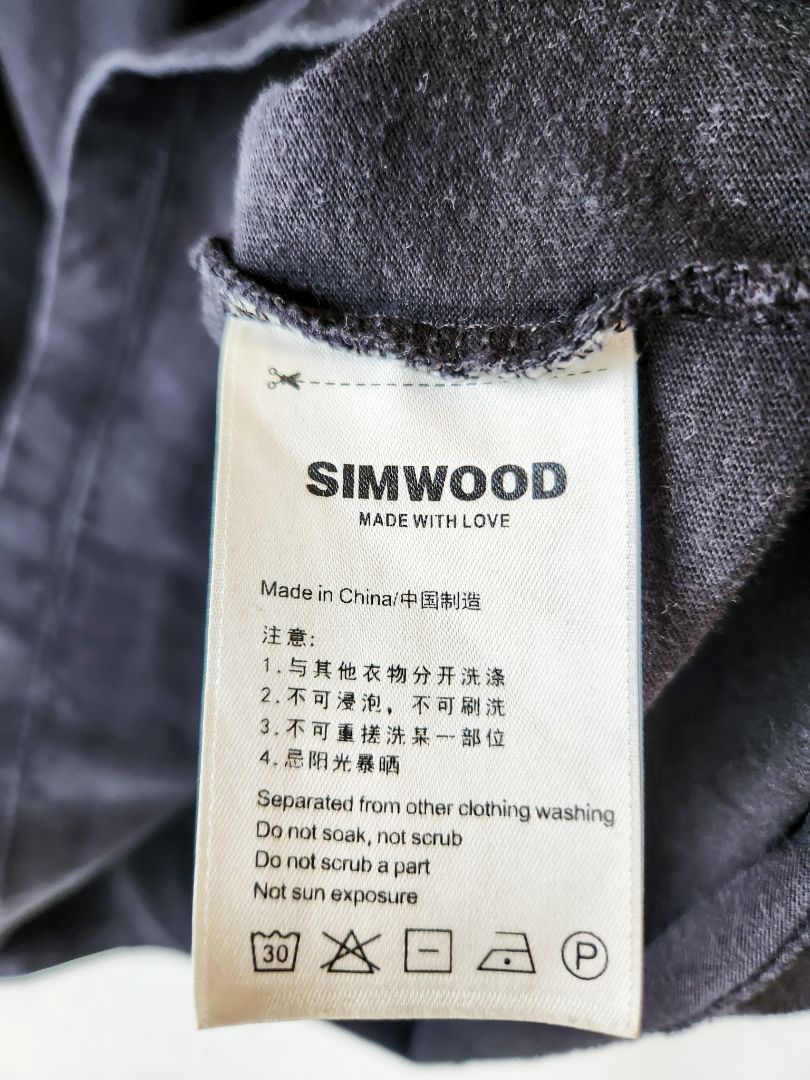 SIMWOOD
MADE WITH LOVE
Made in China/中国制造
注意:
1.与其他衣物分开洗涤
2.不可浸泡，不可刷洗
3.不可重搓洗某一部位
4.忌阳光暴晒
Separated from other clothing washing
Do not soak, not scrub
Do not scrub a part
Not sun exposure
30 P